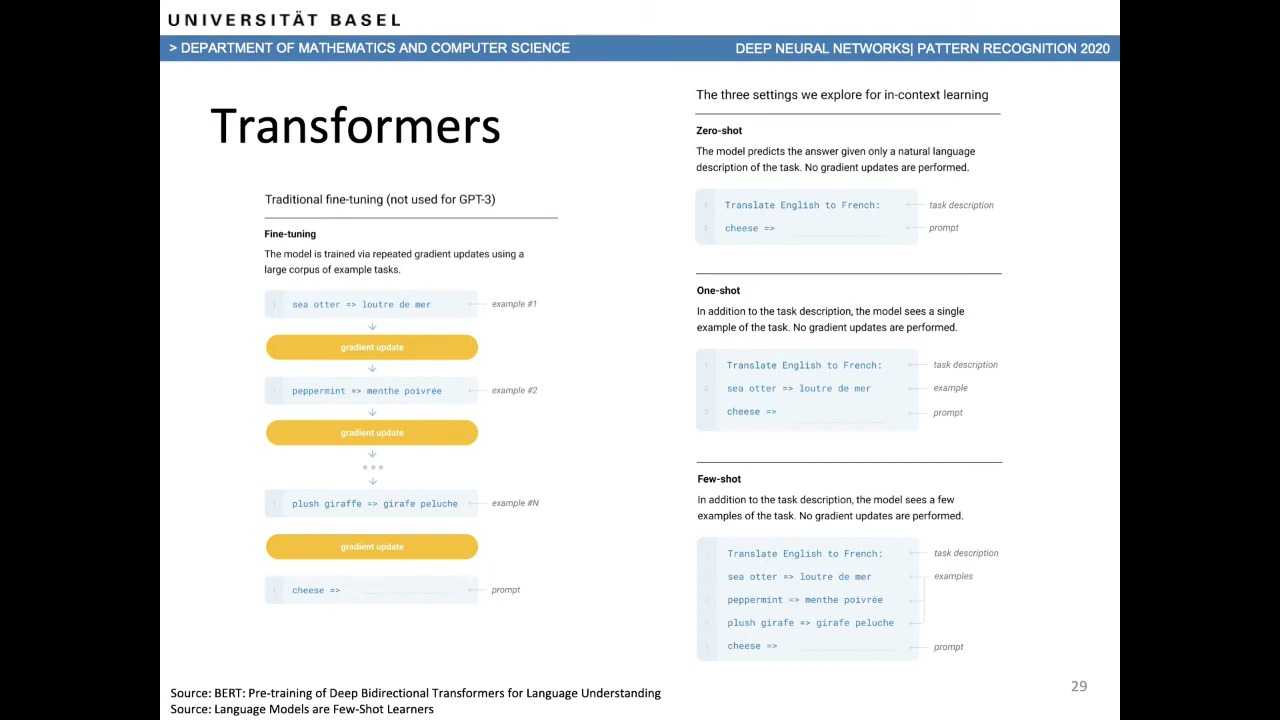 UNIVERSITÄT BASEL
> DEPARTMENT OF MATHEMATICS AND COMPUTER SCIENCE
DEEP NEURAL NETWORKS| PATTERN RECOGNITION 2020
Transformers
Traditional fine-tuning (not used for GPT-3)
Fine-tuning
The model is trained via repeated gradient updates using a
large corpus of example tasks.
1 sea otter => loutre de mer example #1
gradient update
1 peppermint => menthe poivrée example #2
gradient update
1 plush giraffe => girafe peluche example #N
gradient update
1 cheese => prompt
The three settings we explore for in-context learning
Zero-shot
The model predicts the answer given only a natural language
description of the task. No gradient updates are performed.
1 Translate English to French: task description
2 cheese => prompt
One-shot
In addition to the task description, the model sees a single
example of the task. No gradient updates are performed.
1 Translate English to French: task description
2 sea otter => loutre de mer example
3 cheese => prompt
Few-shot
In addition to the task description, the model sees a few
examples of the task. No gradient updates are performed.
Translate English to French: task description
sea otter => loutre de mer examples
peppermint => menthe poivrée
plush girafe => girafe peluche
cheese => prompt
Source: BERT: Pre-training of Deep Bidirectional Transformers for Language Understanding
Source: Language Models are Few-Shot Learners
29